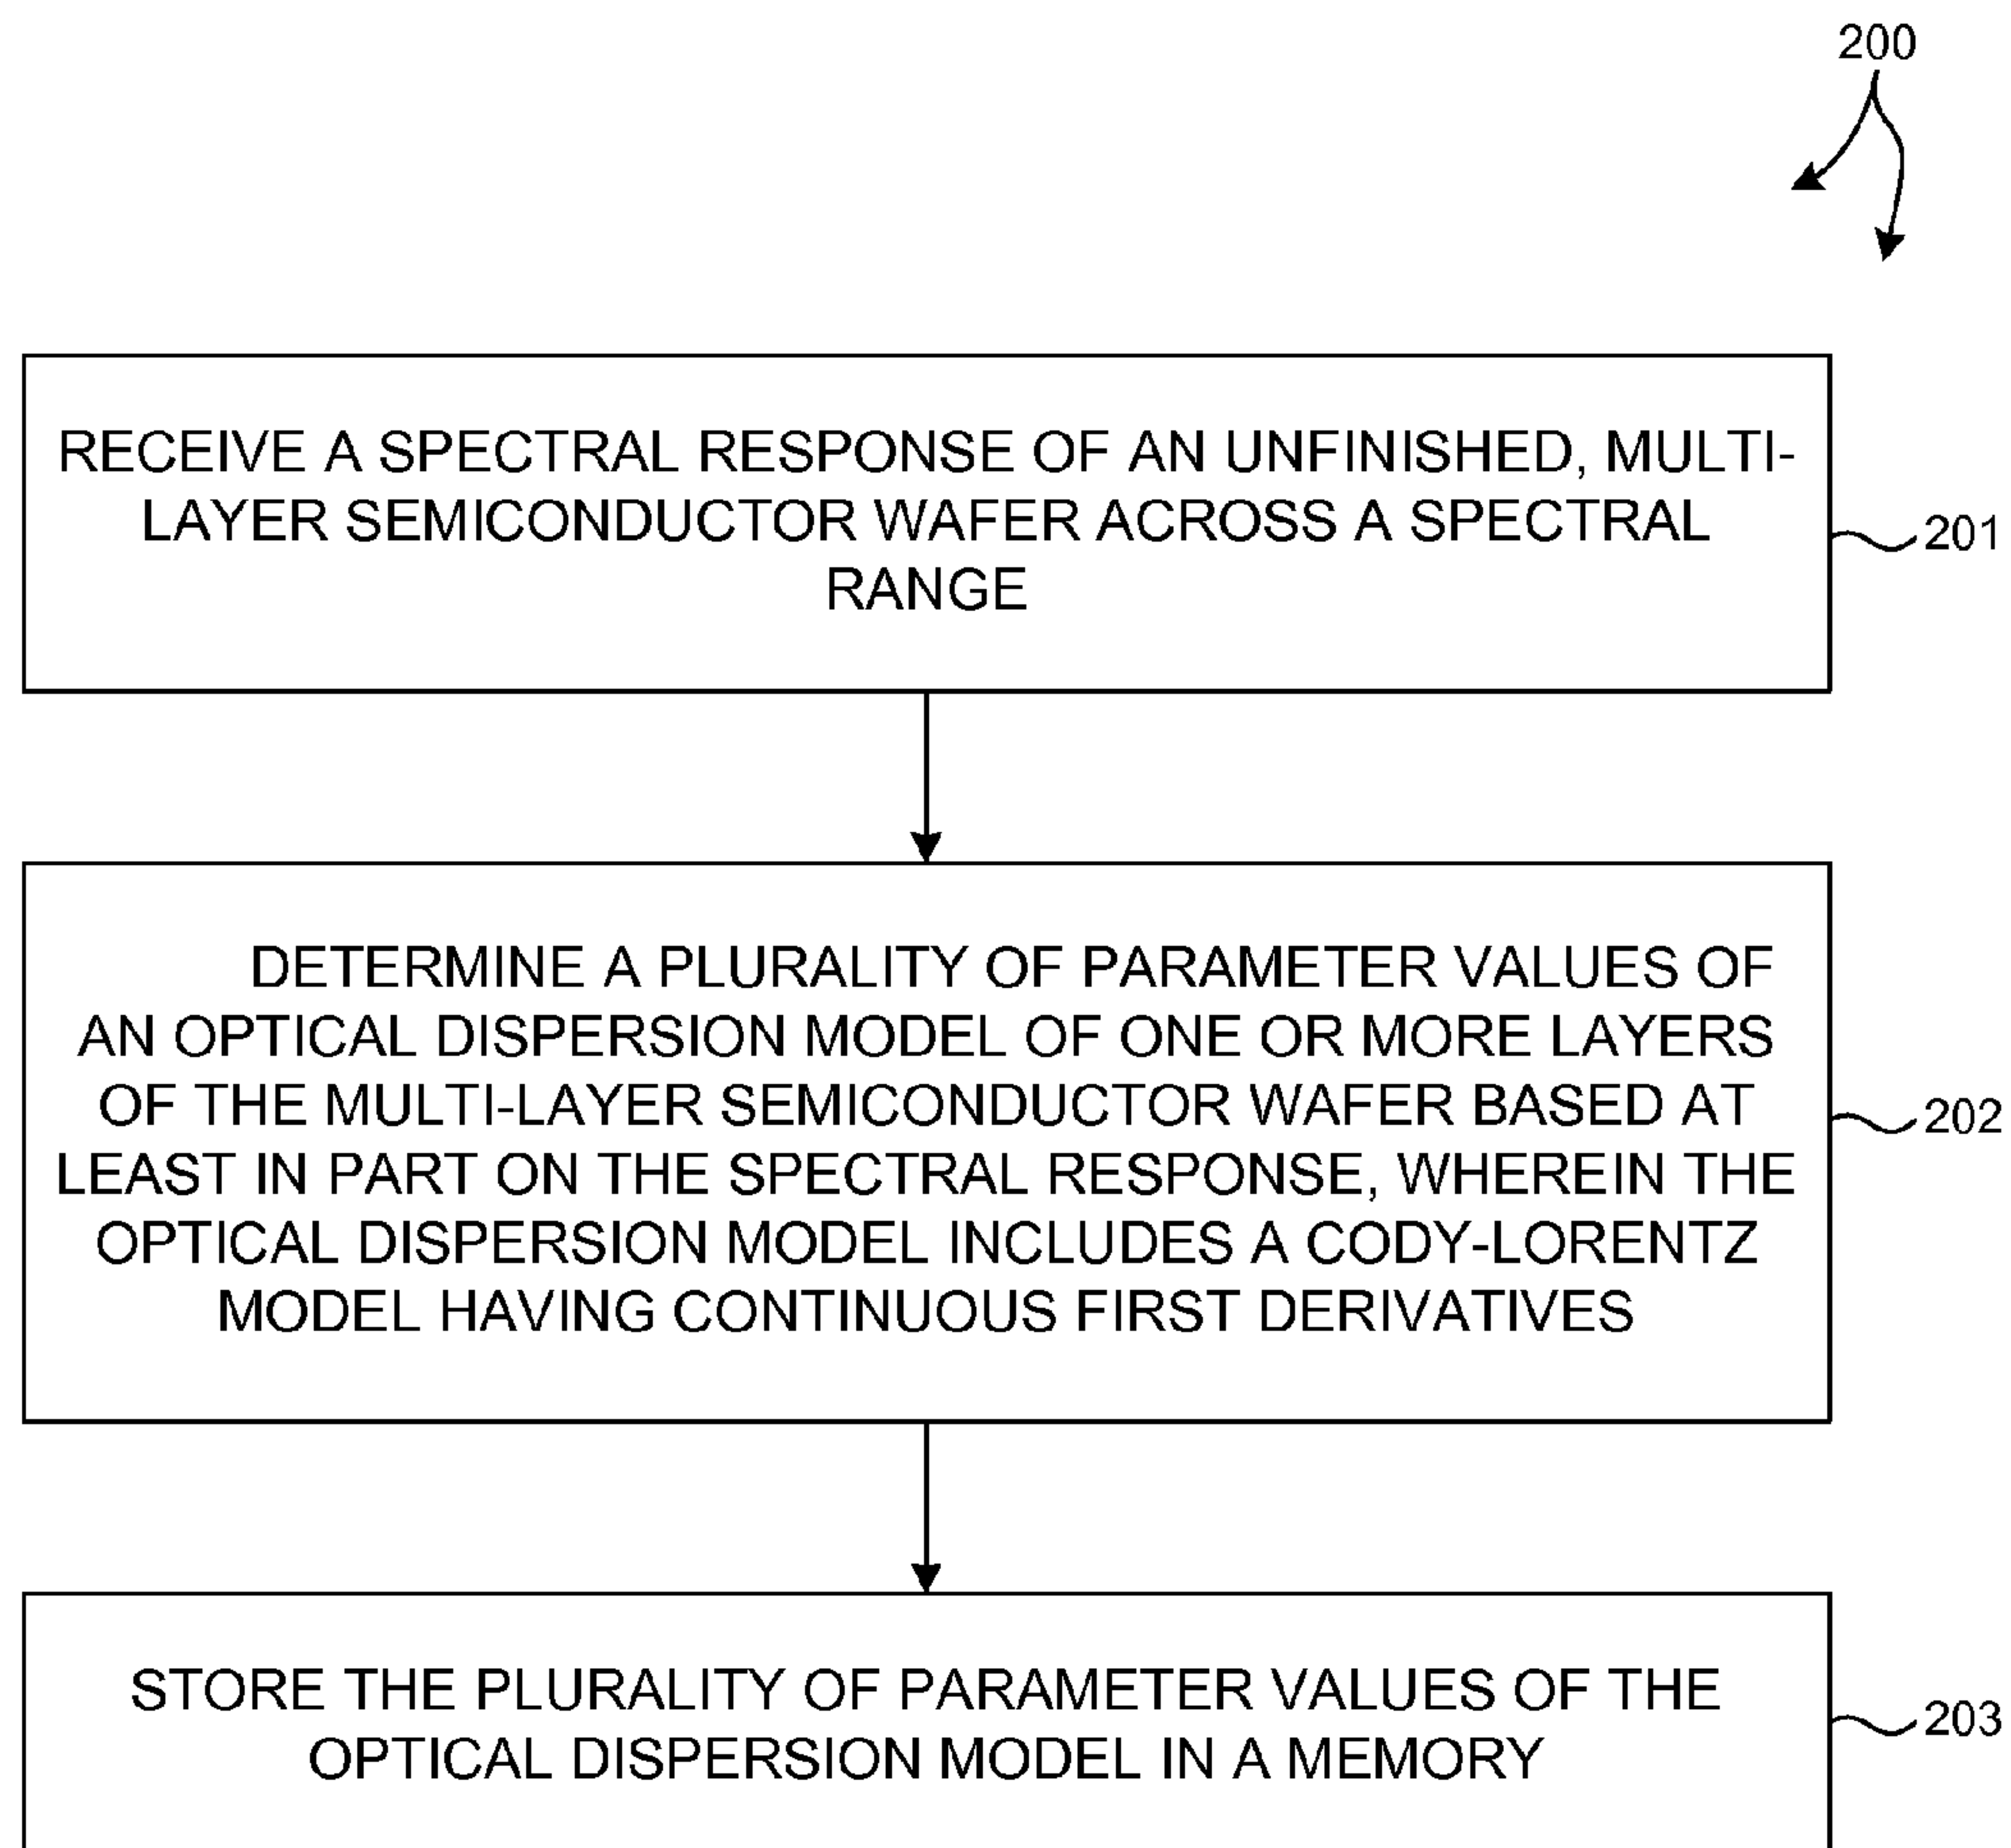 200
RECEIVE A SPECTRAL RESPONSE OF AN UNFINISHED, MULTI-
LAYER SEMICONDUCTOR WAFER ACROSS A SPECTRAL
RANGE
201
DETERMINE A PLURALITY OF PARAMETER VALUES OF
AN OPTICAL DISPERSION MODEL OF ONE OR MORE LAYERS
OF THE MULTI-LAYER SEMICONDUCTOR WAFER BASED AT
LEAST IN PART ON THE SPECTRAL RESPONSE, WHEREIN THE
OPTICAL DISPERSION MODEL INCLUDES A CODY-LORENTZ
MODEL HAVING CONTINUOUS FIRST DERIVATIVES
202
STORE THE PLURALITY OF PARAMETER VALUES OF THE
OPTICAL DISPERSION MODEL IN A MEMORY
203